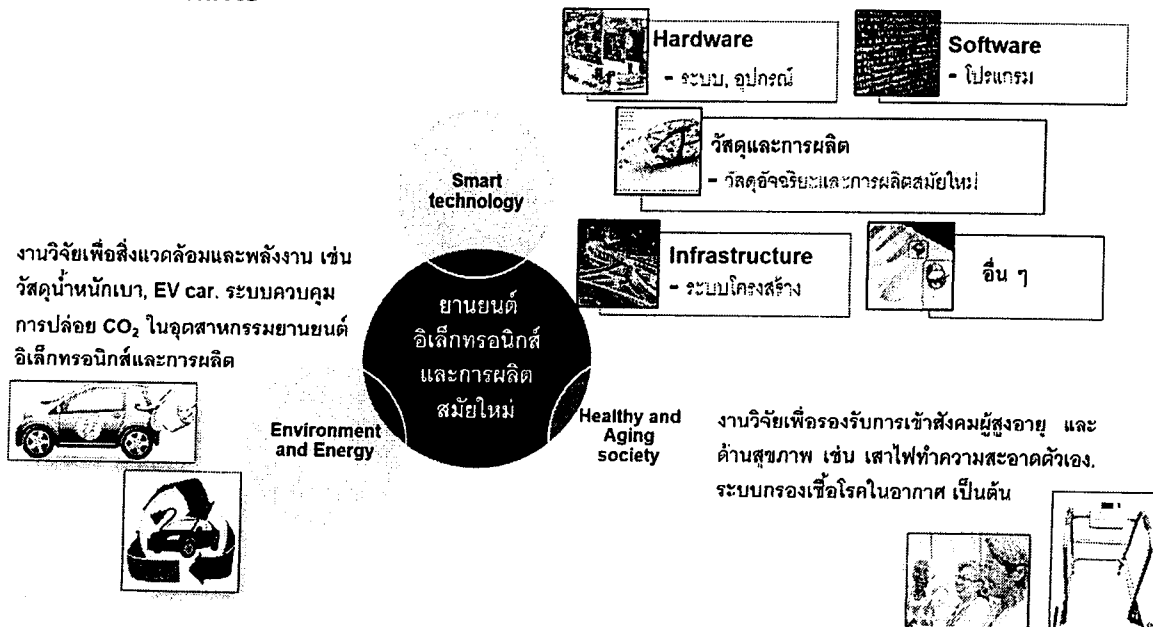 Hardware
- ระบบ, อุปกรณ์
Software
- โปรแกรม
วัสดุและการผลิต
- วัสดุอัจฉริยะและการผลิตสมัยใหม่
Smart
technology
Infrastructure
- ระบบโครงสร้าง
อื่น ๆ
งานวิจัยเพื่อสิ่งแวดล้อมและพลังงาน เช่น
วัสดุน้ำหนักเบา, EV car. ระบบควบคุม
การปล่อย CO₂ ในอุตสาหกรรมยานยนต์
อิเล็กทรอนิกส์และการผลิต
ยานยนต์
อิเล็กทรอนิกส์
และการผลิต
สมัยใหม่
Environment
and Energy
Healthy and
Aging
society
งานวิจัยเพื่อรองรับการเข้าสังคมผู้สูงอายุ และ
ด้านสุขภาพ เช่น เสาไฟทำความสะอาดตัวเอง.
ระบบกรองเชื้อโรคในอากาศ เป็นต้น